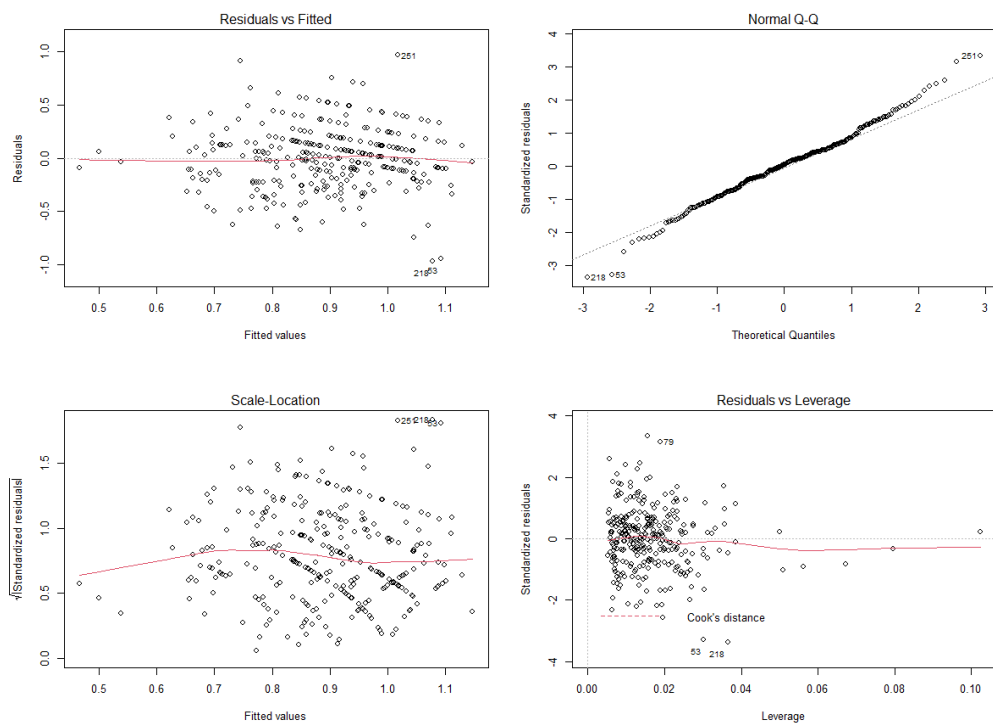 Residuals vs Fitted
Residuals
1.0
0.5
0.0
-0.5
-1.0
251
218
53
0.5 0.6 0.7 0.8 0.9 1.0 1.1
Fitted values
Normal Q-Q
Standardized residuals
4
3
2
1
0
-1
-2
-3
251
218
53
-3 -2 -1 0 1 2 3
Theoretical Quantiles
Scale-Location
√|Standardized residuals|
1.5
1.0
0.5
0.0
251
218
53
0.5 0.6 0.7 0.8 0.9 1.0 1.1
Fitted values
Residuals vs Leverage
Standardized residuals
4
2
0
-2
-4
79
Cook's distance
53
218
0.00 0.02 0.04 0.06 0.08 0.10
Leverage